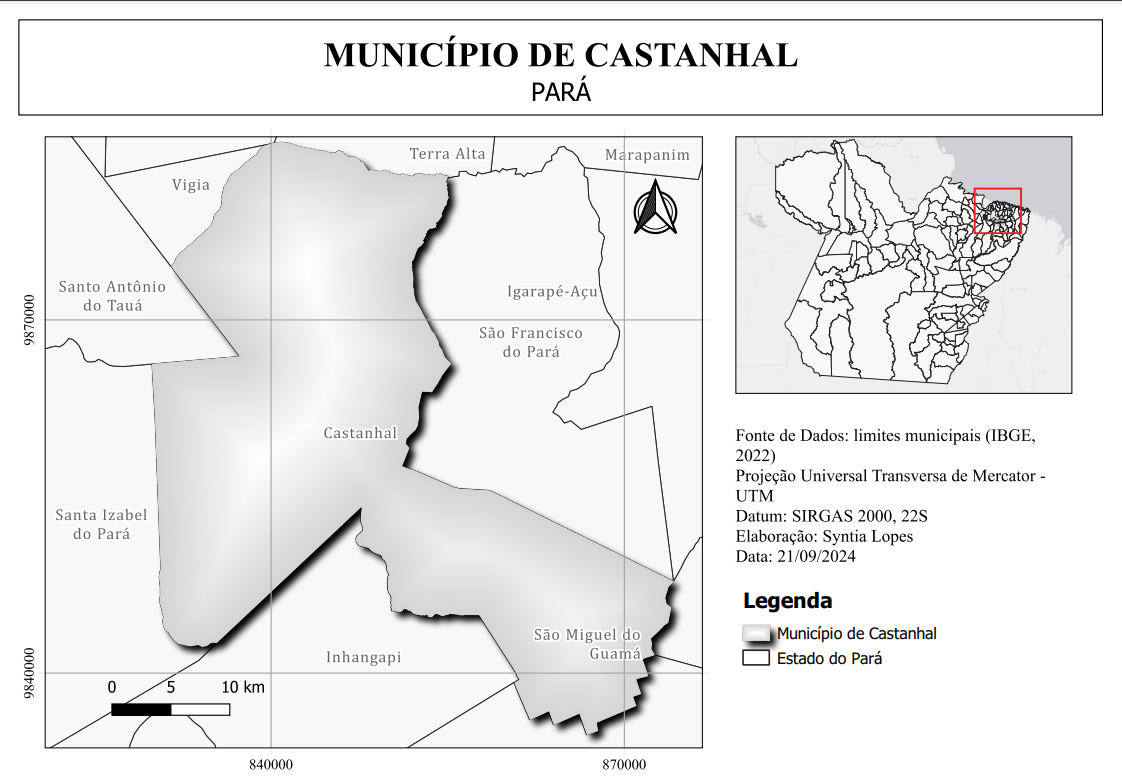 MUNICÍPIO DE CASTANHAL
PARÁ
Terra Alta
Marapanim
Vigia
Santo Antônio
do Tauá
Igarapé-Açu
São Francisco
do Pará
Castanhal
Santa Izabel
do Pará
São Miguel do
Guamá
Inhangapi
0 5 10 km
9870000
9840000
840000
870000
Fonte de Dados: limites municipais (IBGE,
2022)
Projeção Universal Transversa de Mercator -
UTM
Datum: SIRGAS 2000, 22S
Elaboração: Syntia Lopes
Data: 21/09/2024
Legenda
Município de Castanhal
Estado do Pará